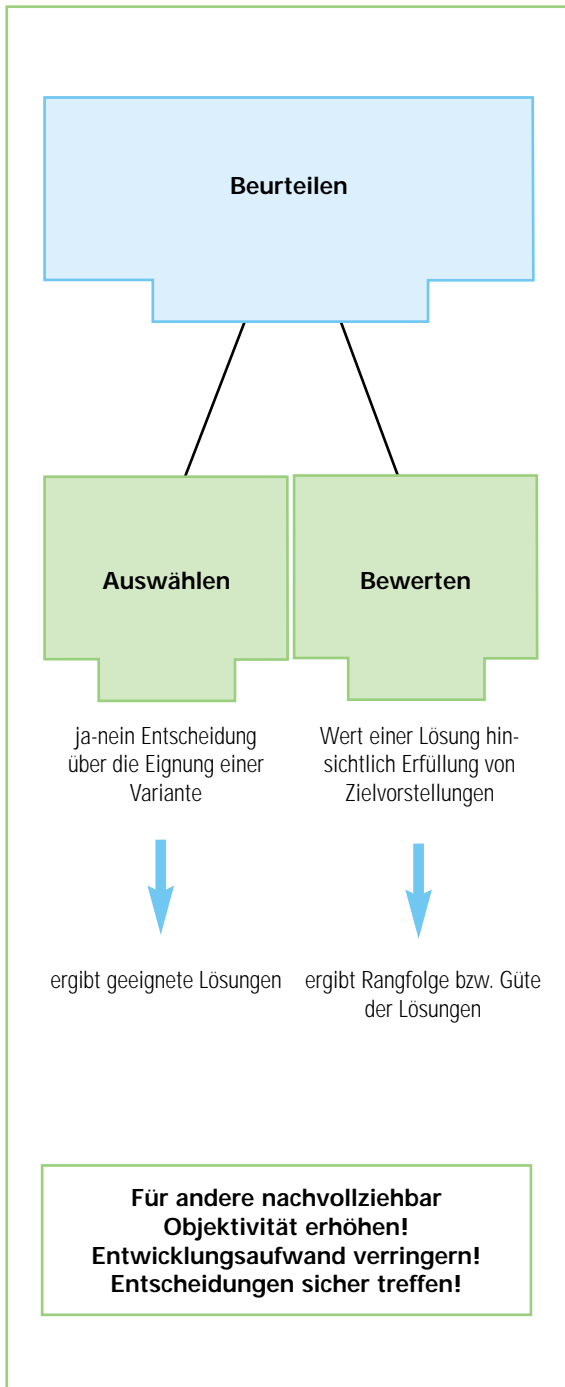 Beurteilen
Auswählen
Bewerten
ja-nein Entscheidung
über die Eignung einer
Variante
Wert einer Lösung hin-
sichtlich Erfüllung von
Zielvorstellungen
ergibt geeignete Lösungen
ergibt Rangfolge bzw. Güte
der Lösungen
Für andere nachvollziehbar
Objektivität erhöhen!
Entwicklungsaufwand verringern!
Entscheidungen sicher treffen!